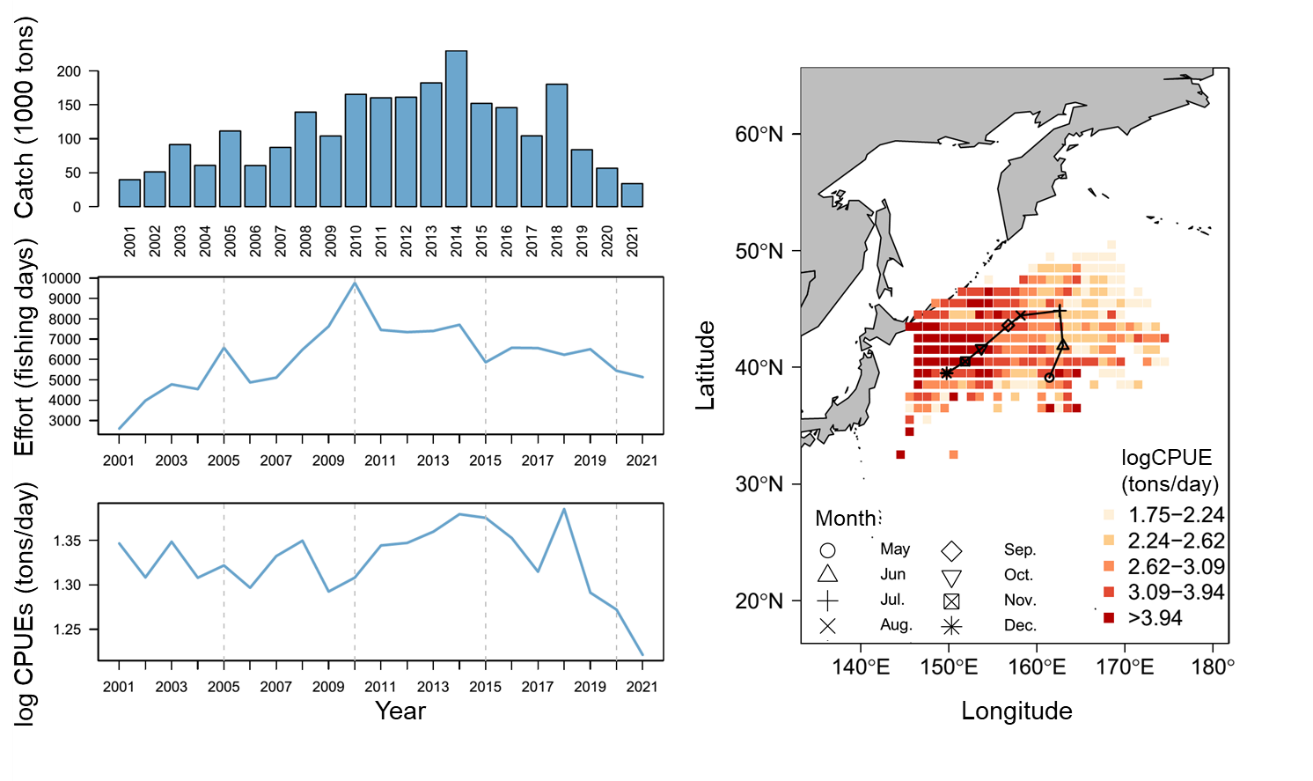 Catch (1000 tons)
200
150
100
50
0
2001 2002 2003 2004 2005 2006 2007 2008 2009 2010 2011 2012 2013 2014 2015 2016 2017 2018 2019 2020 2021
Effort (fishing days)
10000
9000
8000
7000
6000
5000
4000
3000
2001 2003 2005 2007 2009 2011 2013 2015 2017 2019 2021
log CPUEs (tons/day)
1.35
1.30
1.25
2001 2003 2005 2007 2009 2011 2013 2015 2017 2019 2021
Year
Latitude
60°N
50°N
40°N
30°N
20°N
logCPUE
(tons/day)
1.75−2.24
2.24−2.62
2.62−3.09
3.09−3.94
>3.94
Month:
May Sep.
Jun Oct.
Jul. Nov.
Aug. Dec.
140°E 150°E 160°E 170°E 180°
Longitude